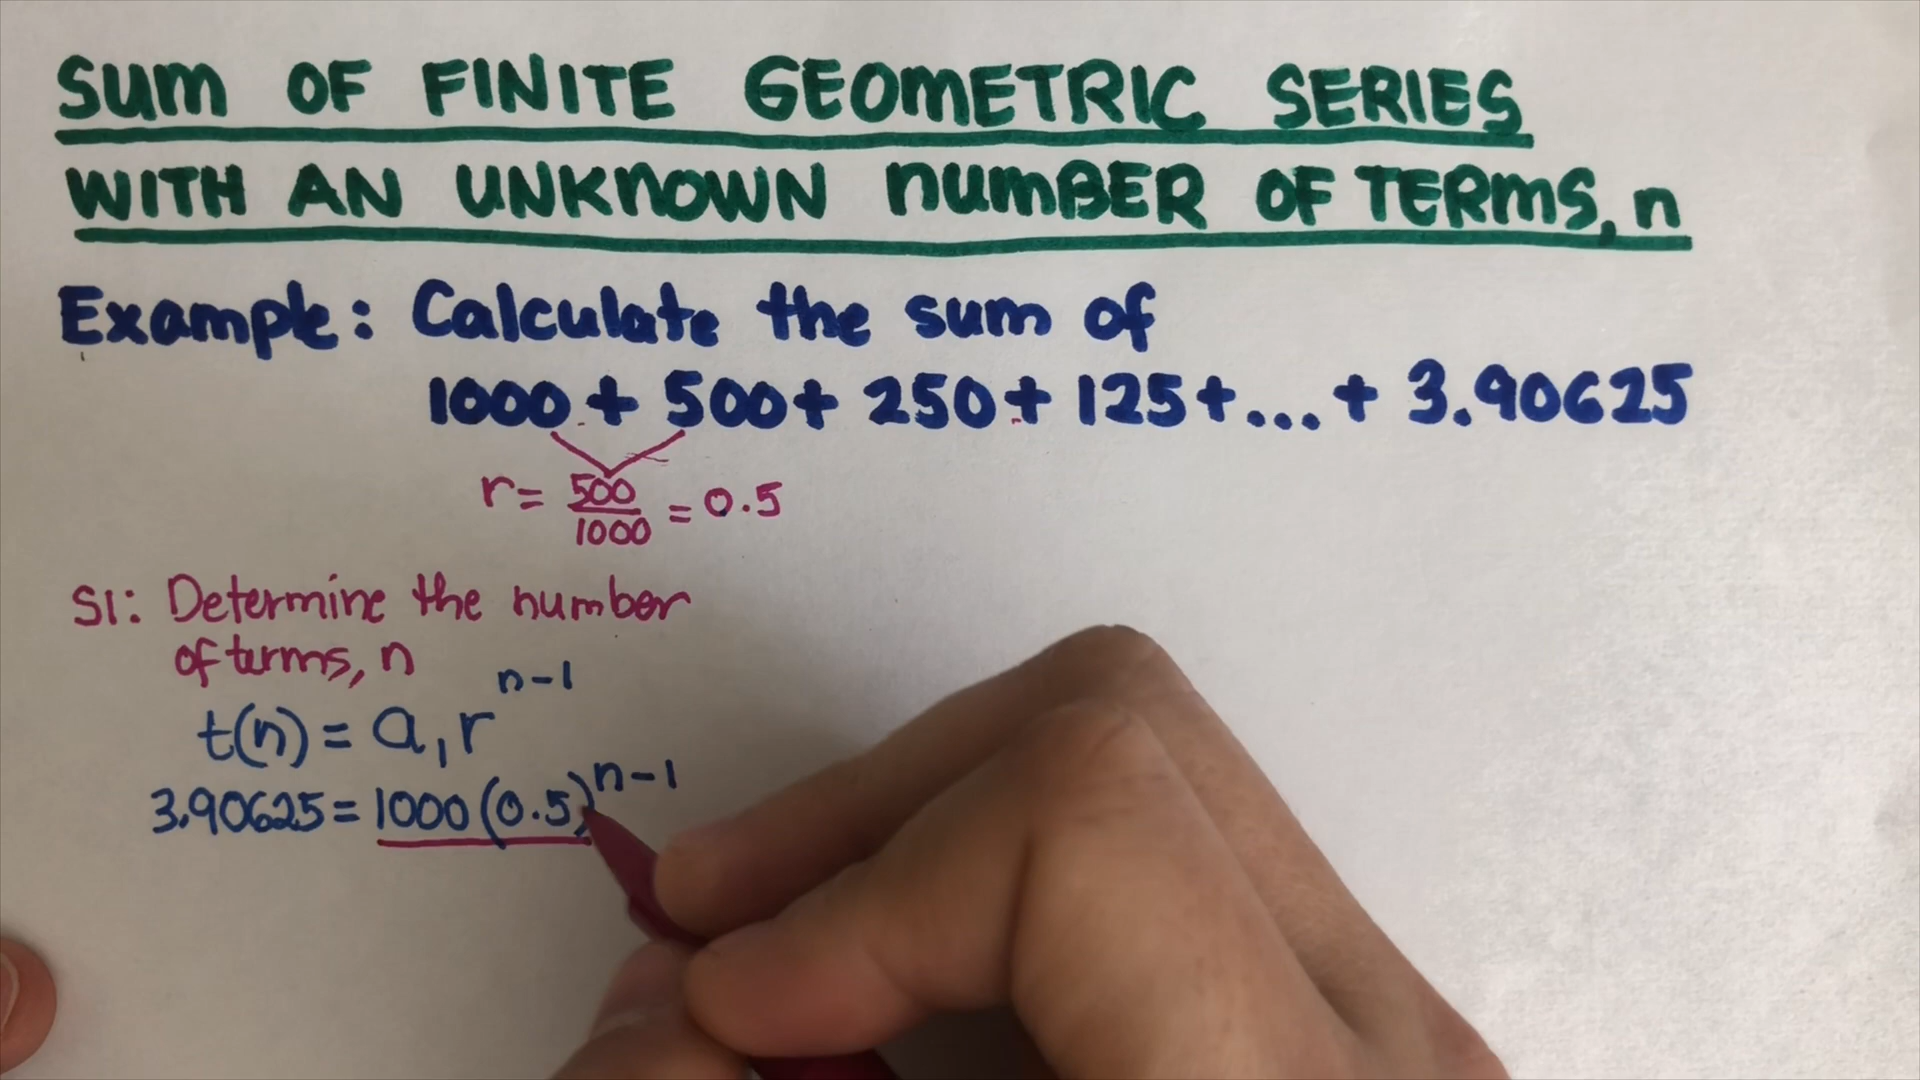 SUM OF FINITE GEOMETRIC SERIES
WITH AN UNKNOWN NUMBER OF TERMS, n
Example: Calculate the sum of
1000 + 500 + 250 + 125 + ... + 3.90625
r = 500/1000 = 0.5
S1: Determine the number
of terms, n
t(n) = a₁r^(n-1)
3.90625 = 1000(0.5)^(n-1)